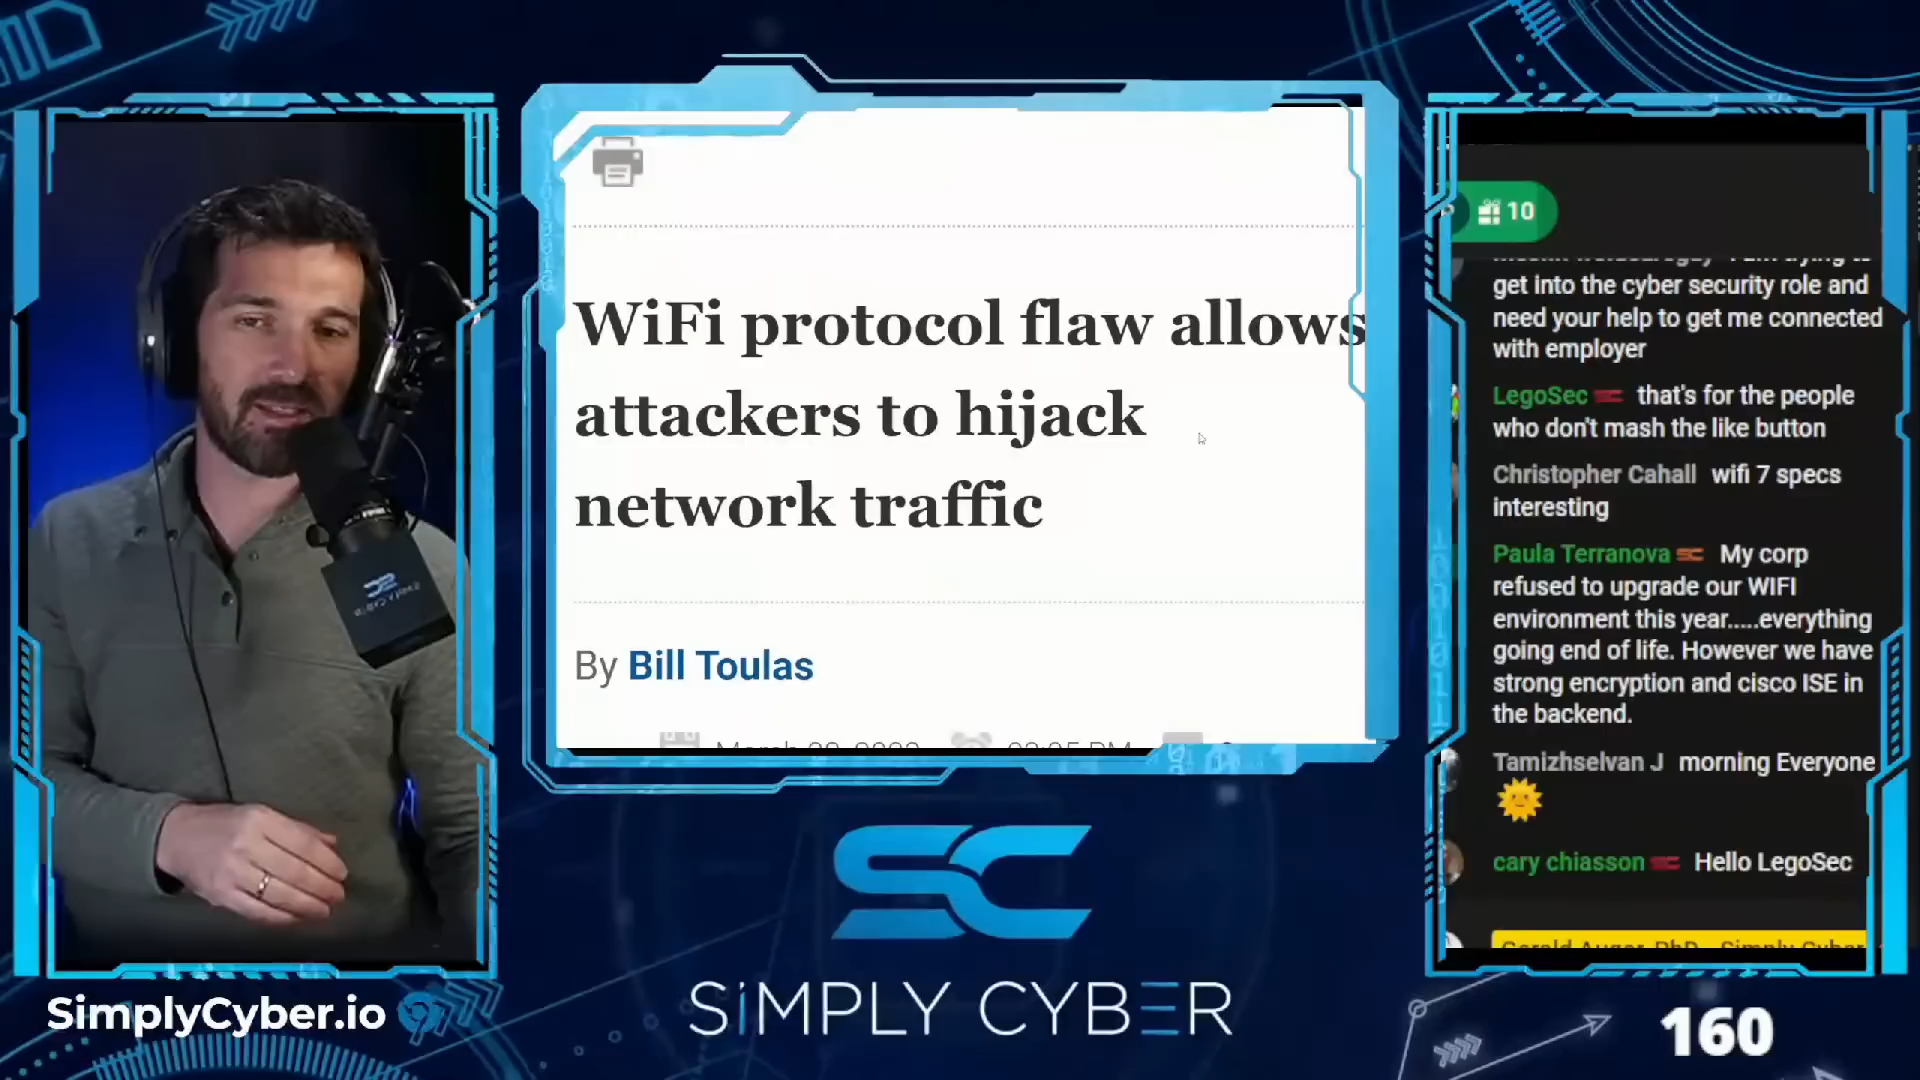 WiFi protocol flaw allows
attackers to hijack
network traffic
By Bill Toulas
10
get into the cyber security role and
need your help to get me connected
with employer
LegoSec that's for the people
who don't mash the like button
Christopher Cahall wifi 7 specs
interesting
Paula Terranova My corp
refused to upgrade our WIFI
environment this year.....everything
going end of life. However we have
strong encryption and cisco ISE in
the backend.
Tamizhselvan J morning Everyone
cary chiasson Hello LegoSec
SC
SiMPLY CYBER
SimplyCyber.io
160